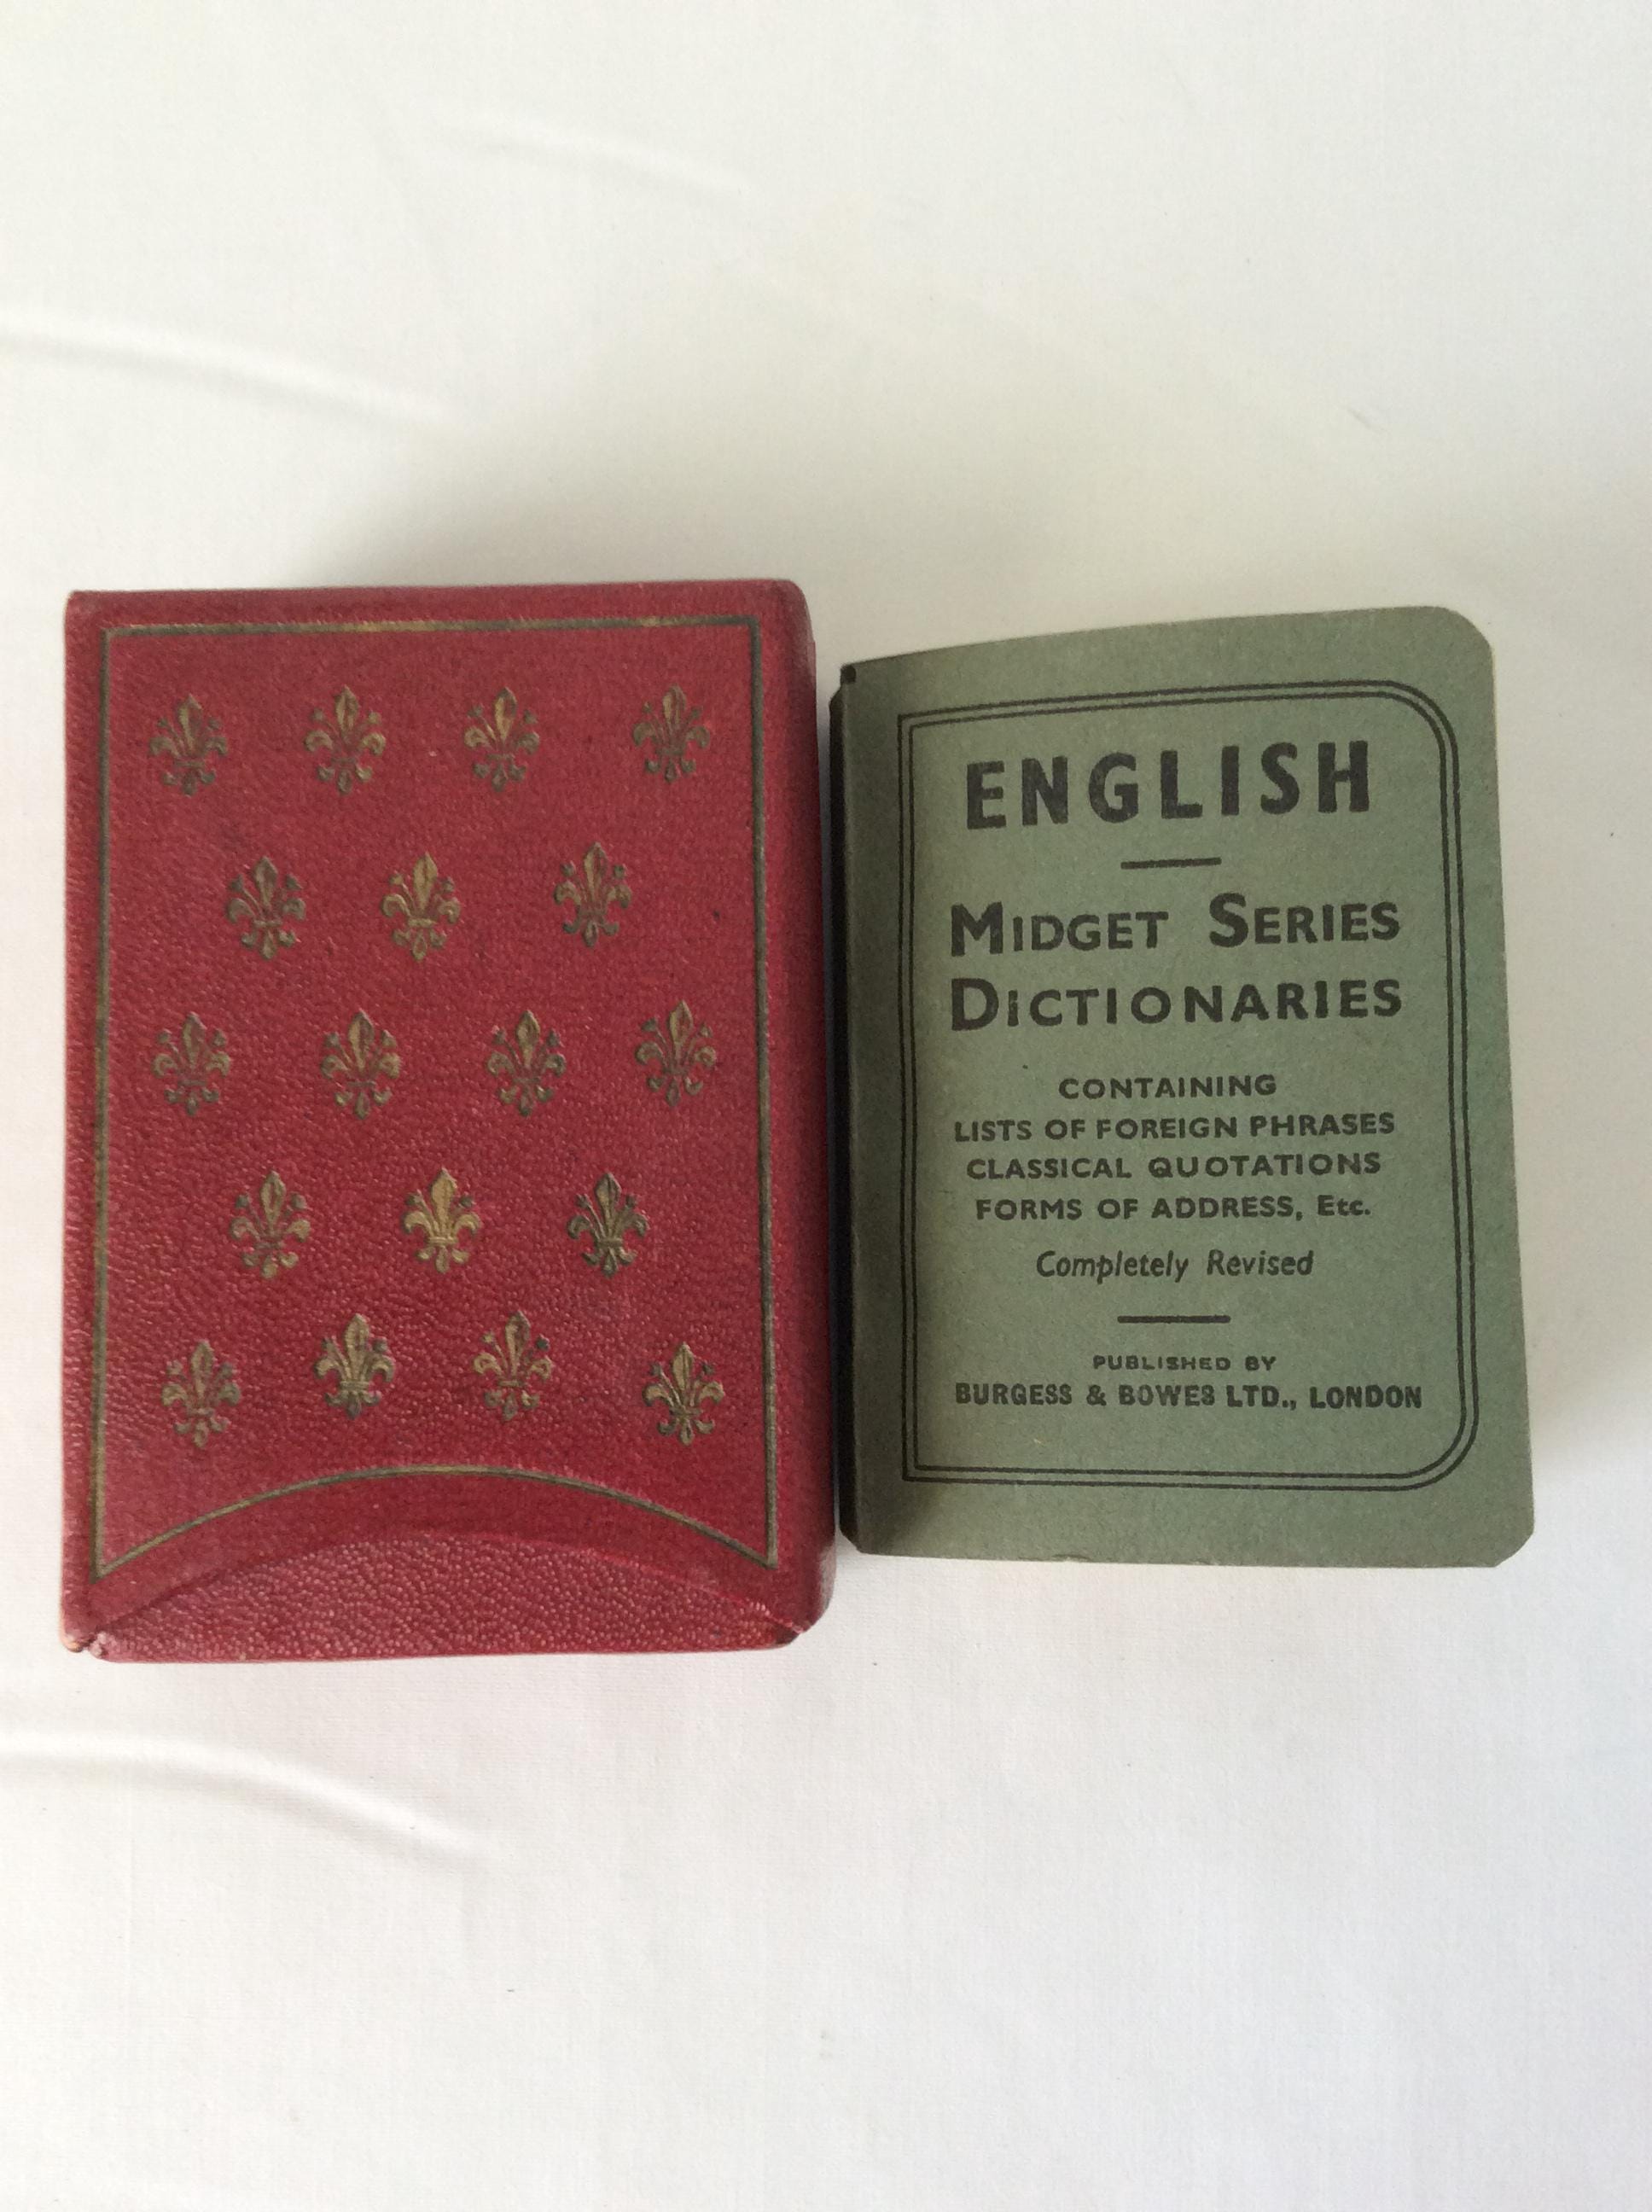 ENGLISH
MIDGET SERIES
DICTIONARIES
CONTAINING
LISTS OF FOREIGN PHRASES
CLASSICAL QUOTATIONS
FORMS OF ADDRESS, Etc.
Completely Revised
PUBLISHED BY
BURGESS & BOWES LTD., LONDON